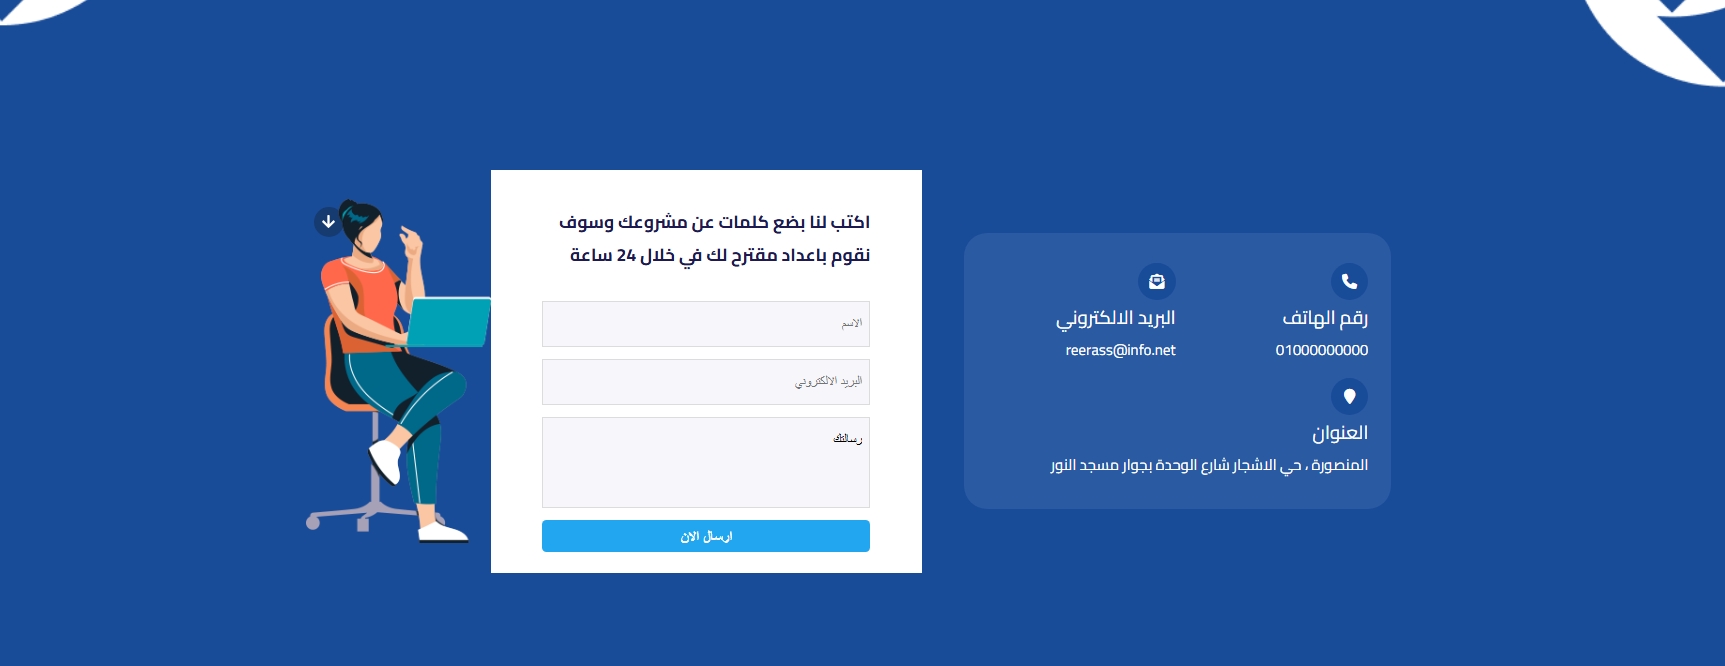 رقم الهاتف
01000000000
البريد الالكتروني
reerass@info.net
العنوان
المنصورة ، حي الاشجار شارع الوحدة بجوار مسجد النور
اكتب لنا بضع كلمات عن مشروعك وسوف
نقوم باعداد مقترح لك في خلال 24 ساعة
الاسم
البريد الالكتروني
رسالتك
ارسال الان